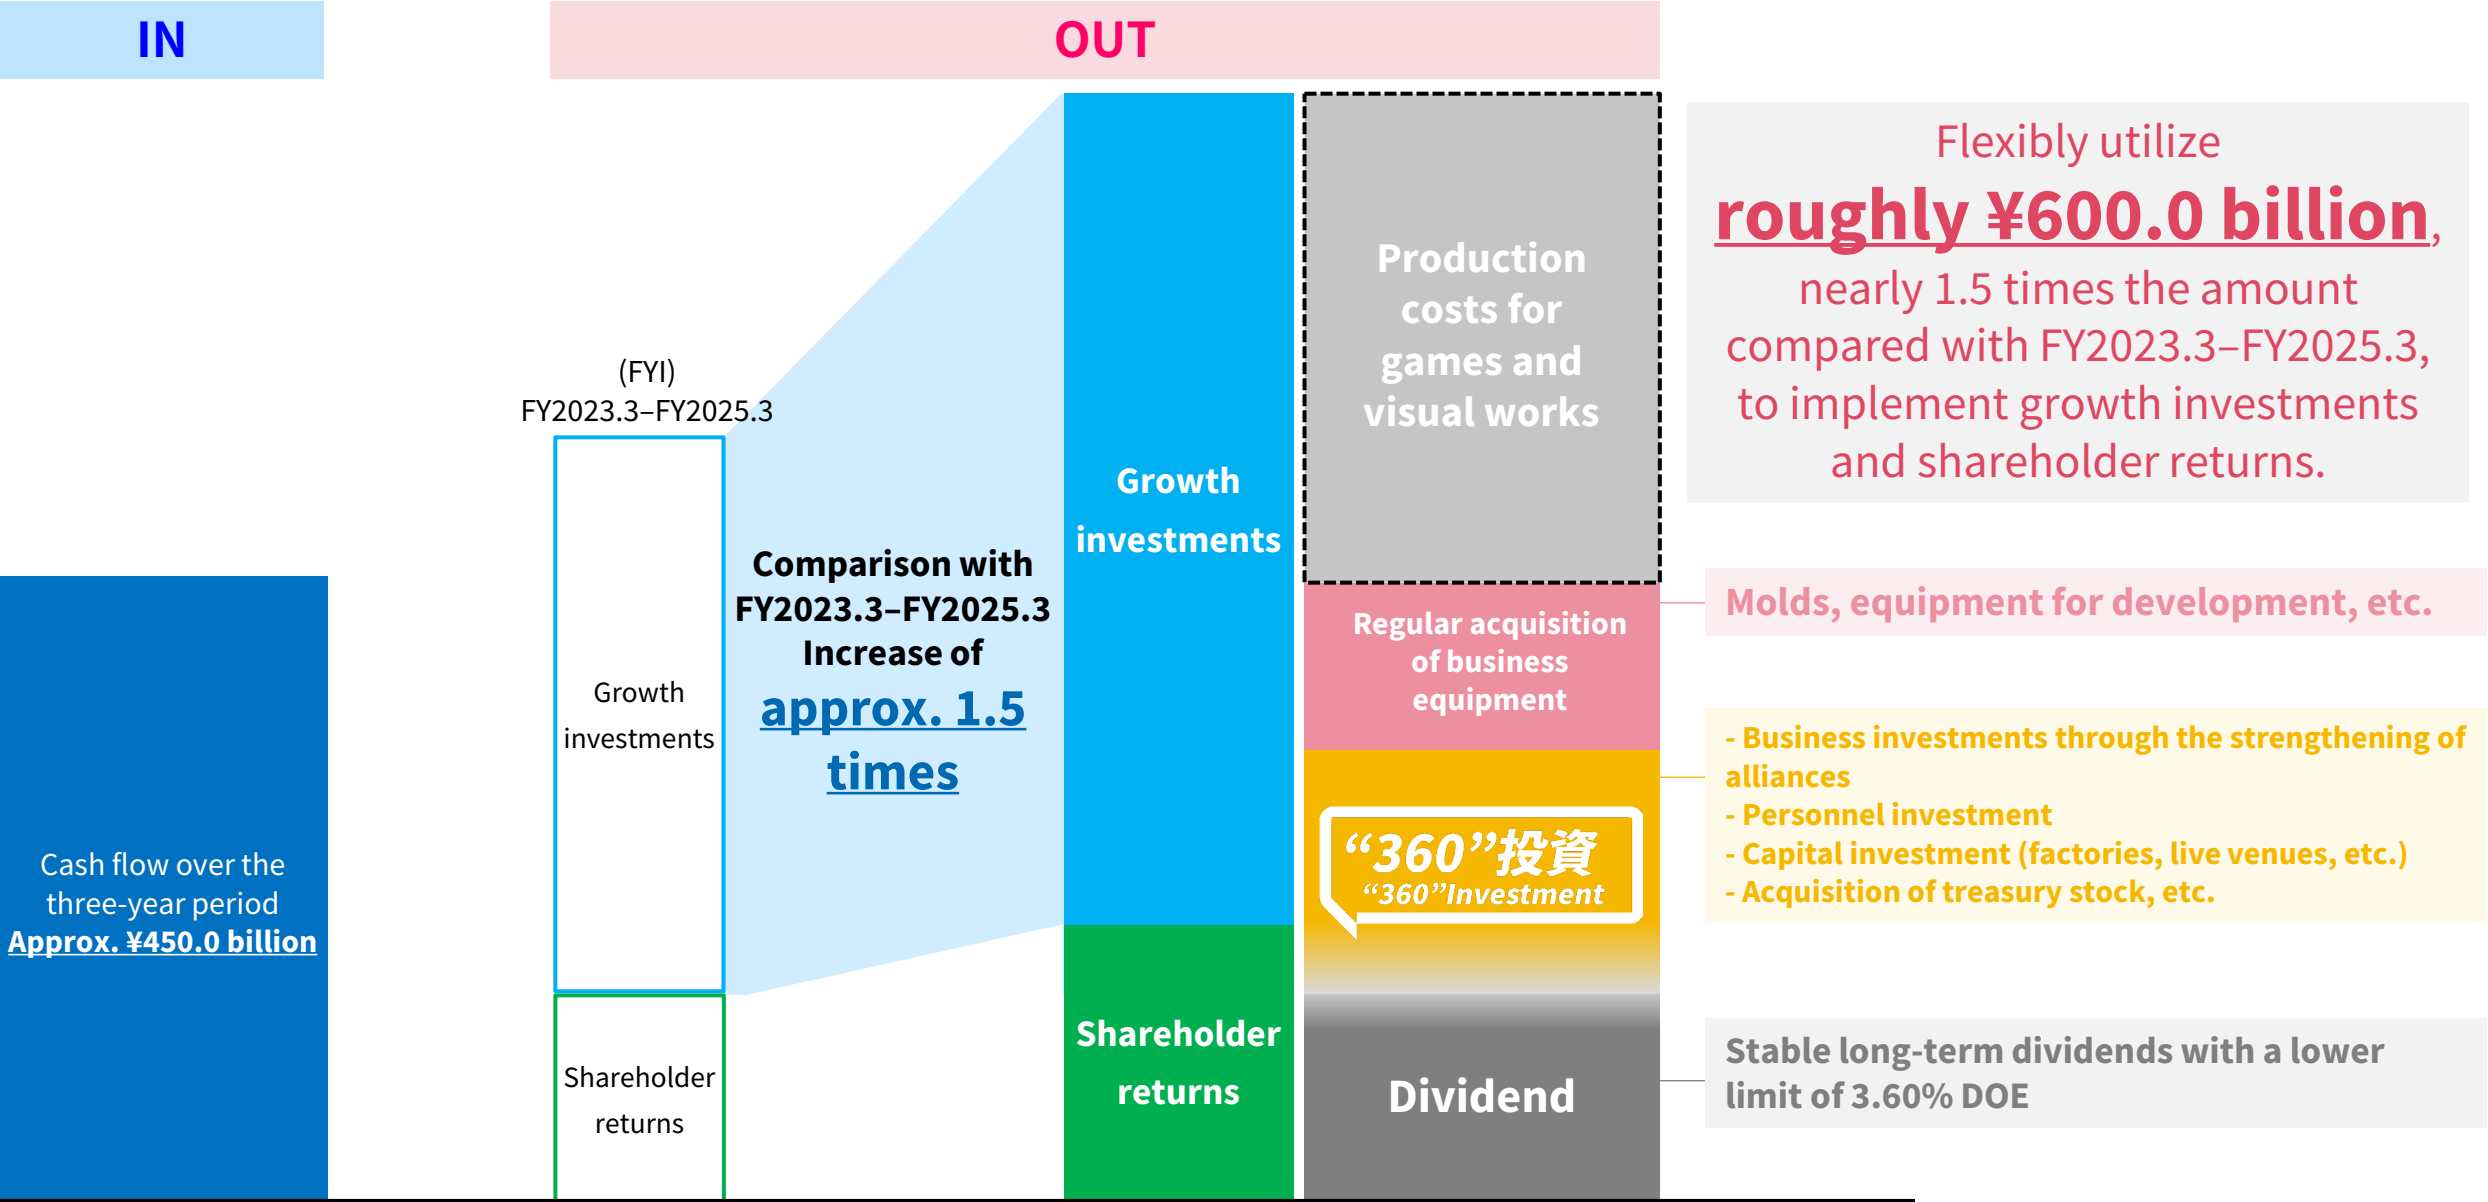 IN
OUT
(FYI)
FY2023.3–FY2025.3
Growth
investments
Shareholder
returns
Cash flow over the
three-year period
Approx. ¥450.0 billion
Comparison with
FY2023.3–FY2025.3
Increase of
approx. 1.5
times
Growth
investments
Shareholder
returns
Production
costs for
games and
visual works
Regular acquisition
of business
equipment
“360”投資
“360”Investment
Dividend
Flexibly utilize
roughly ¥600.0 billion,
nearly 1.5 times the amount
compared with FY2023.3–FY2025.3,
to implement growth investments
and shareholder returns.
Molds, equipment for development, etc.
- Business investments through the strengthening of
alliances
- Personnel investment
- Capital investment (factories, live venues, etc.)
- Acquisition of treasury stock, etc.
Stable long-term dividends with a lower
limit of 3.60% DOE